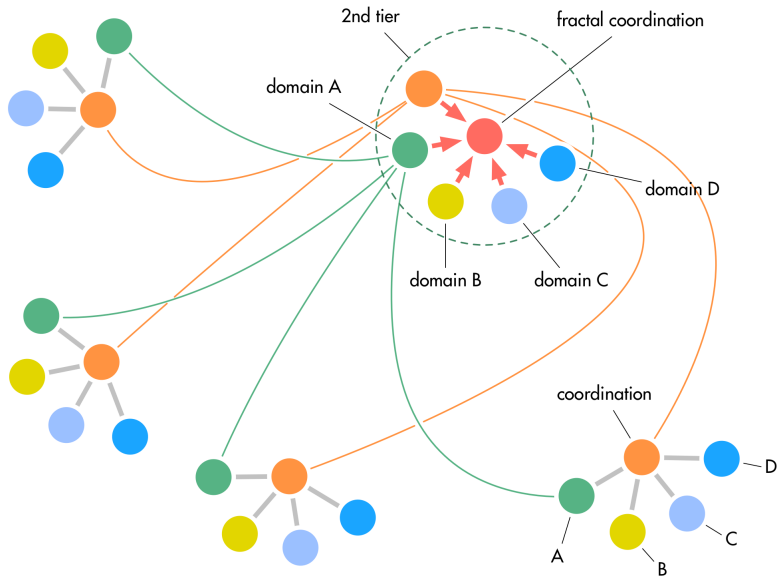 2nd tier
fractal coordination
domain A
domain D
domain B
domain C
coordination
D
C
A
B